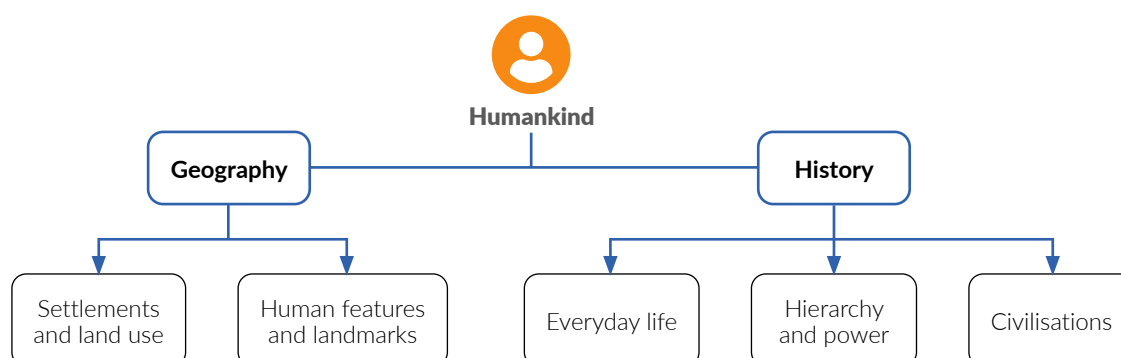 Humankind
Geography
History
Settlements
and land use
Human features
and landmarks
Everyday life
Hierarchy
and power
Civilisations